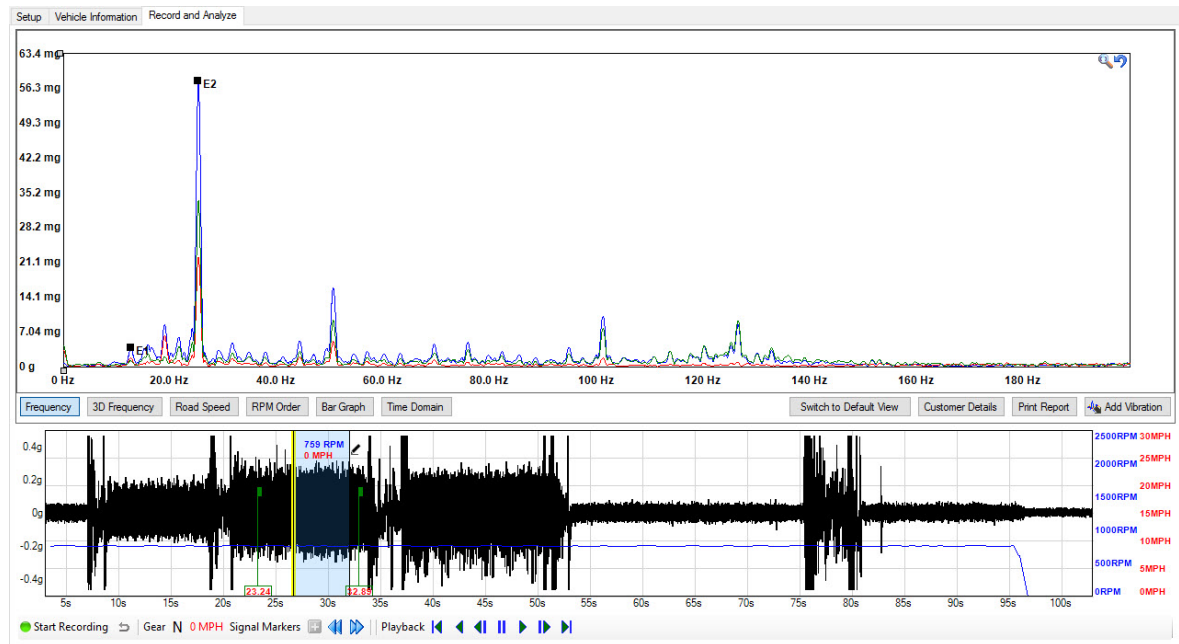 Setup Vehicle Information Record and Analyze
63.4 mg
56.3 mg
49.3 mg
42.2 mg
35.2 mg
28.2 mg
21.1 mg
14.1 mg
7.04 mg
0 g
E2
E1
0 Hz 20.0 Hz 40.0 Hz 60.0 Hz 80.0 Hz 100 Hz 120 Hz 140 Hz 160 Hz 180 Hz
Frequency 3D Frequency Road Speed RPM Order Bar Graph Time Domain Switch to Default View Customer Details Print Report Add Vibration
0.4g
0.2g
0g
-0.2g
-0.4g
759 RPM
0 MPH
23.24 32.85
2500RPM 30MPH
25MPH
2000RPM
20MPH
1500RPM
15MPH
1000RPM
10MPH
500RPM
5MPH
0RPM 0MPH
5s 10s 15s 20s 25s 30s 35s 40s 45s 50s 55s 60s 65s 70s 75s 80s 85s 90s 95s 100s
Start Recording Gear N 0 MPH Signal Markers Playback